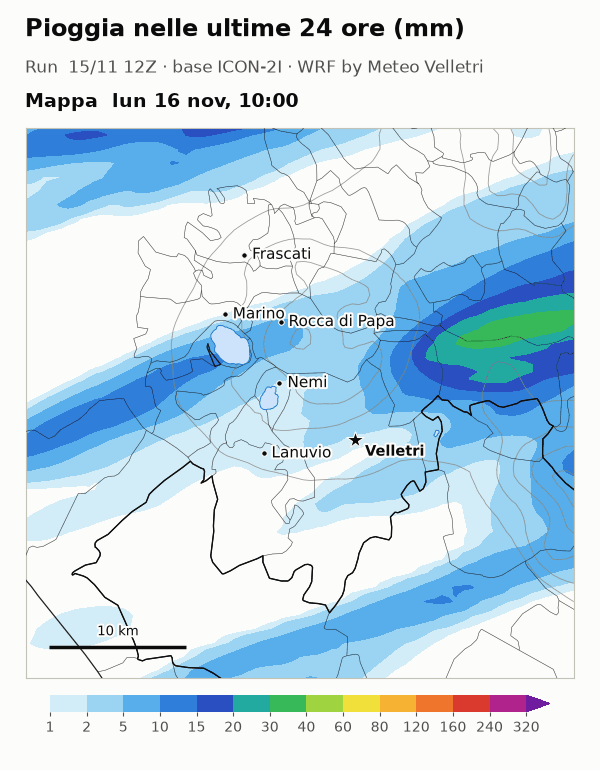 Pioggia nelle ultime 24 ore (mm)
Run 15/11 12Z · base ICON-2I · WRF by Meteo Velletri
Mappa lun 16 nov, 10:00
Frascati
Marino
Rocca di Papa
Nemi
Velletri
Lanuvio
10 km
1 2 5 10 15 20 30 40 60 80 120 160 240 320